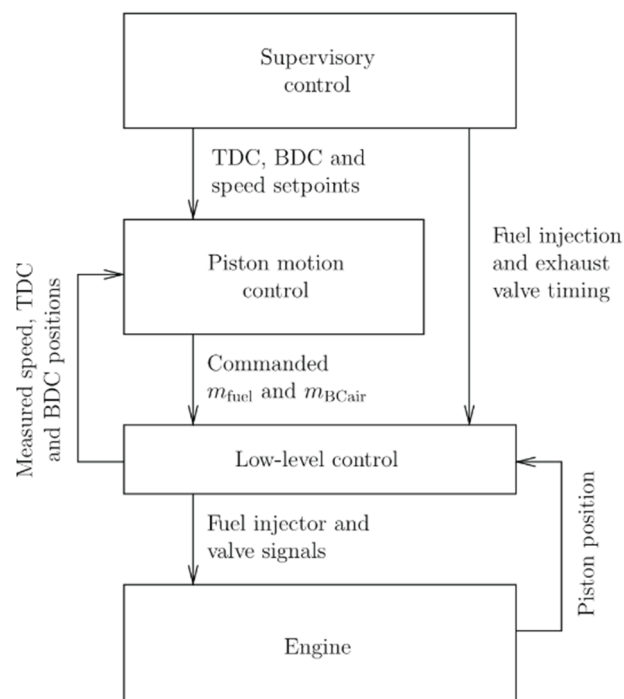 Supervisory
control
TDC, BDC and
speed setpoints
Fuel injection
and exhaust
valve timing
Piston motion
control
Measured speed, TDC
and BDC positions
Commanded
m_fuel and m_BCair
Low-level control
Fuel injector and
valve signals
Piston position
Engine